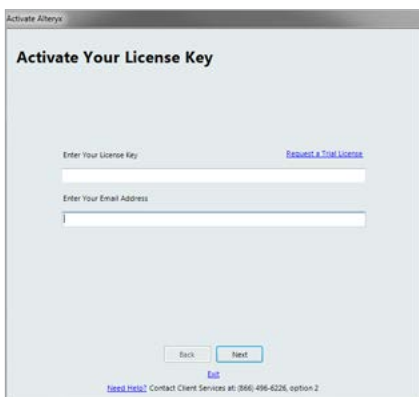 Activate Alteryx
Activate Your License Key
Enter Your License Key Request a Trial License
Enter Your Email Address
Back Next
Exit
Need Help? Contact Client Services at: (866) 496-6226, option 2